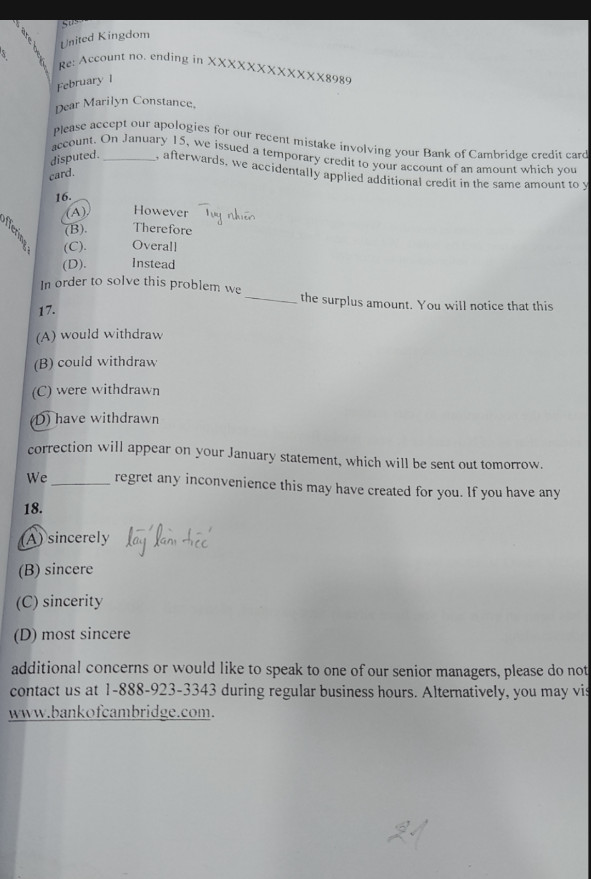 United Kingdom
Re: Account no. ending in XXXXXXXXXXXX8989
February 1
Dear Marilyn Constance,
please accept our apologies for our recent mistake involving your Bank of Cambridge credit card
account. On January 15, we issued a temporary credit to your account of an amount which you
disputed. ________, afterwards, we accidentally applied additional credit in the same amount to y
card.
16.
(A) However Tuy nhiên
(B). Therefore
(C). Overall
(D). Instead
In order to solve this problem we ________ the surplus amount. You will notice that this
17.
(A) would withdraw
(B) could withdraw
(C) were withdrawn
(D) have withdrawn
correction will appear on your January statement, which will be sent out tomorrow.
We ________ regret any inconvenience this may have created for you. If you have any
18.
(A) sincerely lấy làm tiếc
(B) sincere
(C) sincerity
(D) most sincere
additional concerns or would like to speak to one of our senior managers, please do not
contact us at 1-888-923-3343 during regular business hours. Alternatively, you may vis
www.bankofcambridge.com.
21